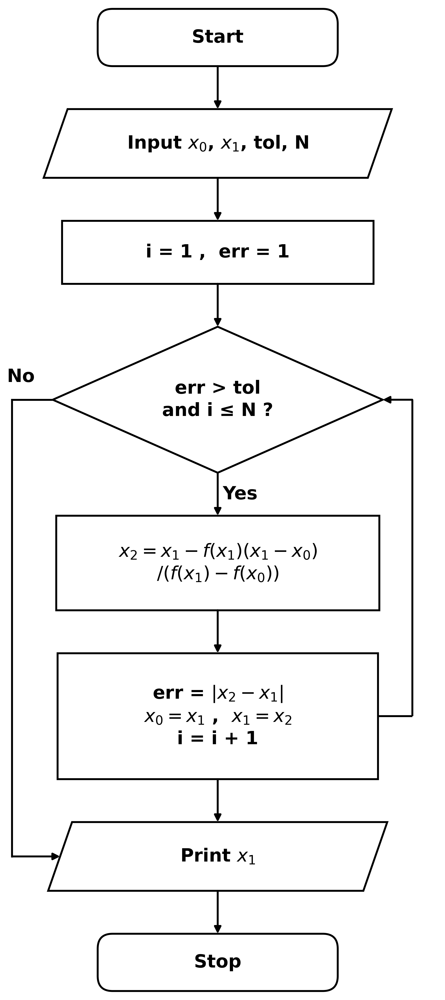 Start
Input x₀, x₁, tol, N
i = 1 ,  err = 1
err > tol
and i ≤ N ?
No
Yes
x₂ = x₁ − f(x₁)(x₁ − x₀)
/(f(x₁) − f(x₀))
err = |x₂ − x₁|
x₀ = x₁ ,  x₁ = x₂
i = i + 1
Print x₁
Stop